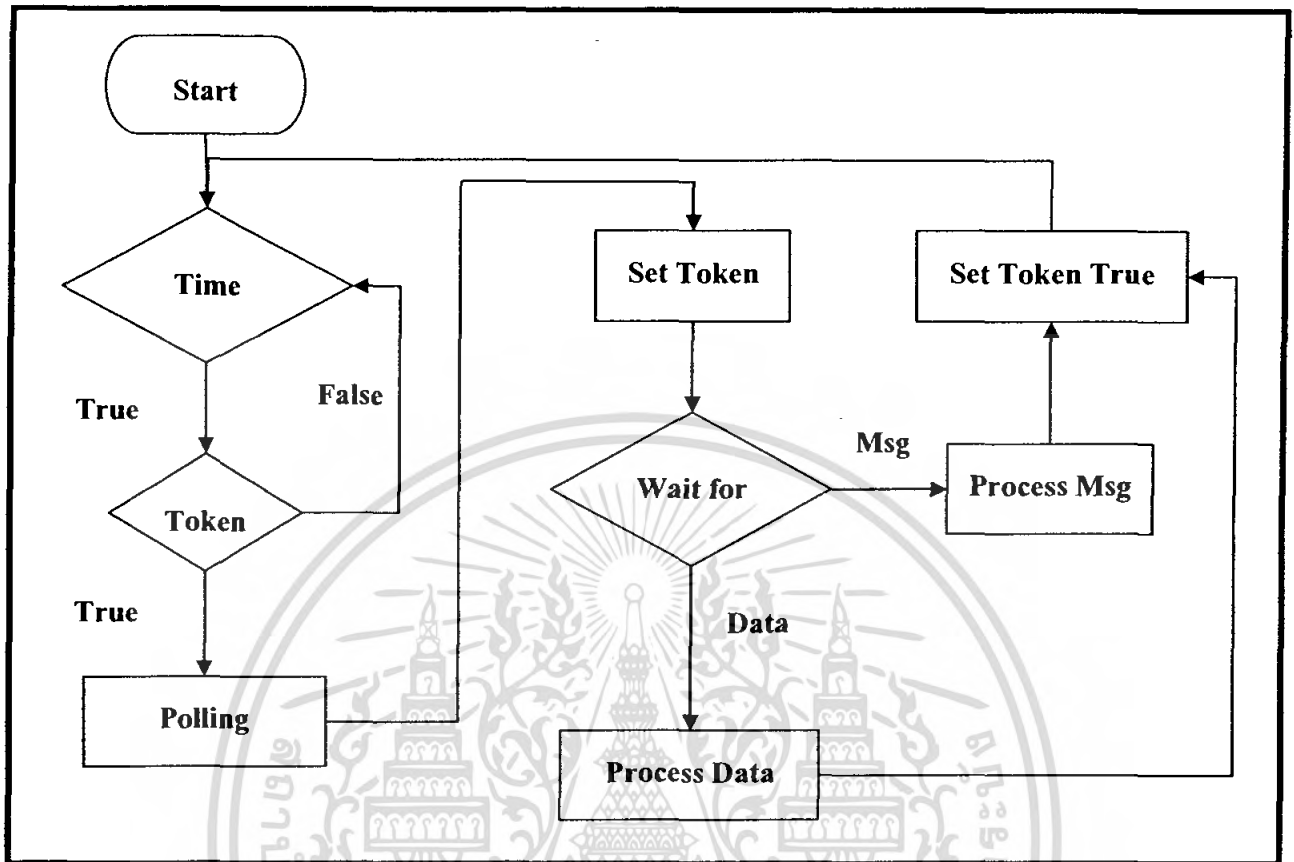 Start
Time
True
False
Token
True
Polling
Set Token
Wait for
Msg
Process Msg
Set Token True
Data
Process Data